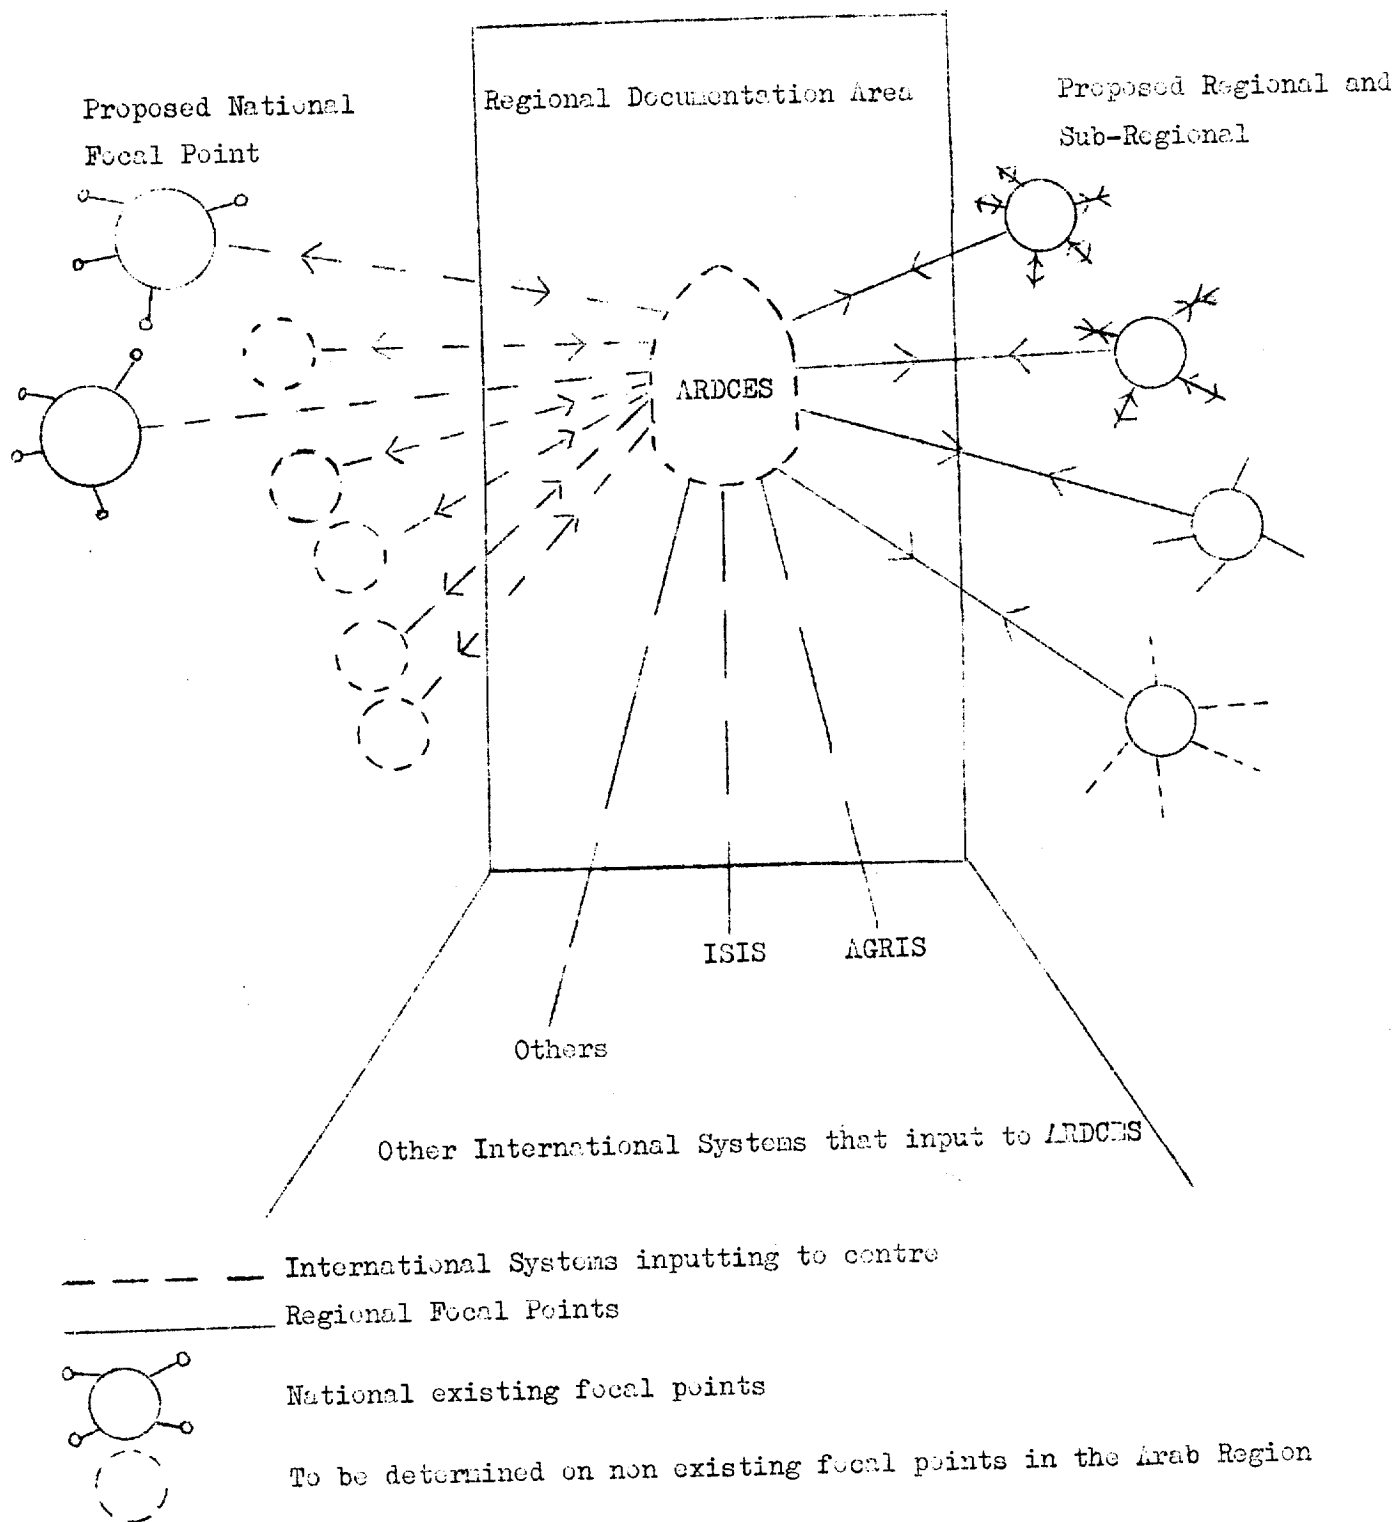 Proposed National
Focal Point
Regional Documentation Area
Proposed Regional and
Sub-Regional
ARDCES
ISIS
AGRIS
Others
Other International Systems that input to ARDCES
International Systems inputting to centre
Regional Focal Points
National existing focal points
To be determined on non existing focal points in the Arab Region